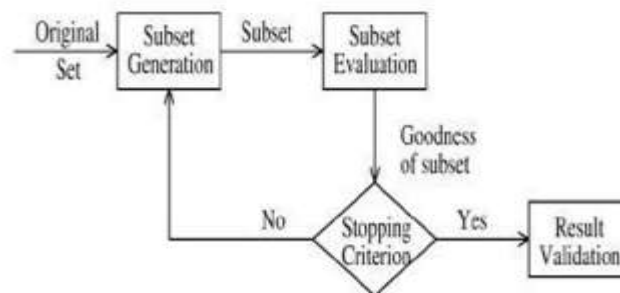 Original
Set
Subset
Generation
Subset
Subset
Evaluation
Goodness
of subset
No
Stopping
Criterion
Yes
Result
Validation